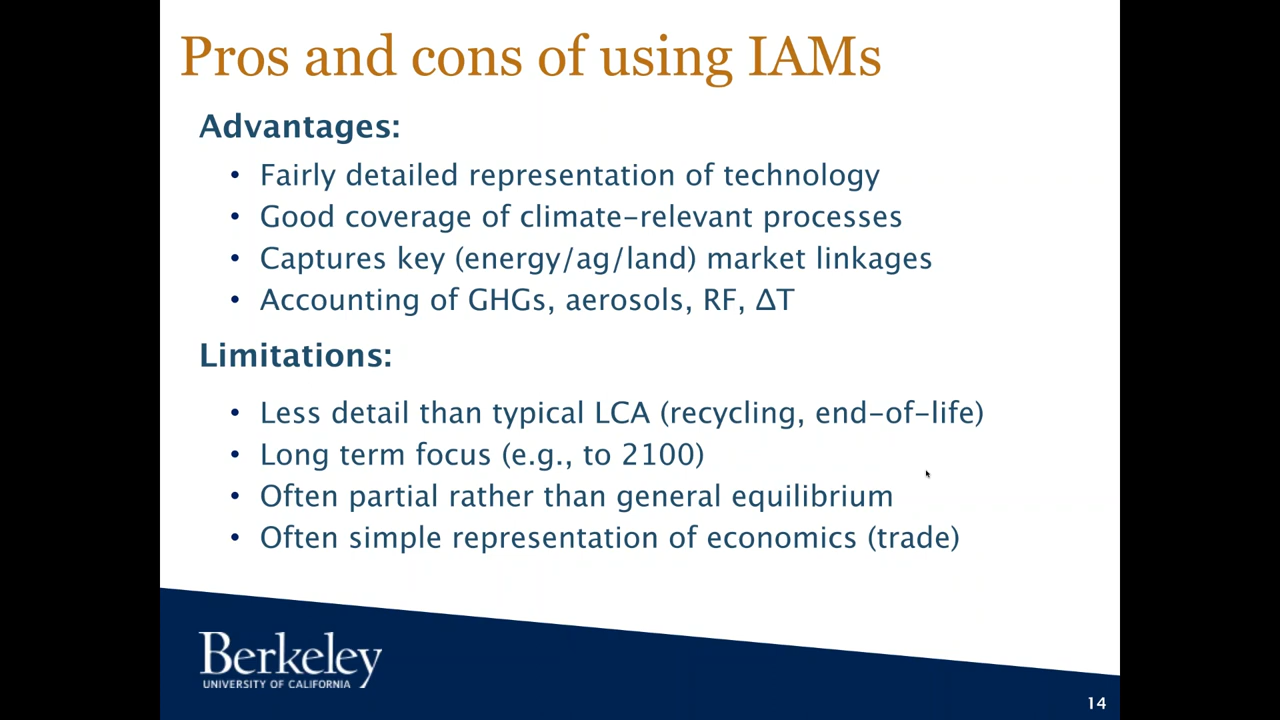 Pros and cons of using IAMs
Advantages:
• Fairly detailed representation of technology
• Good coverage of climate-relevant processes
• Captures key (energy/ag/land) market linkages
• Accounting of GHGs, aerosols, RF, ΔT
Limitations:
• Less detail than typical LCA (recycling, end-of-life)
• Long term focus (e.g., to 2100)
• Often partial rather than general equilibrium
• Often simple representation of economics (trade)
Berkeley
UNIVERSITY OF CALIFORNIA
14